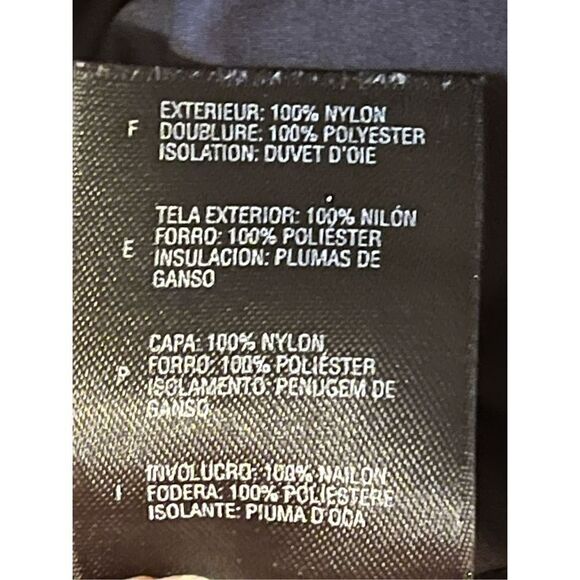 F
EXTERIEUR: 100% NYLON
DOUBLURE: 100% POLYESTER
ISOLATION: DUVET D'OIE
E
TELA EXTERIOR: 100% NILÓN
FORRO: 100% POLIÉSTER
INSULACION: PLUMAS DE
GANSO
P
CAPA: 100% NYLON
FORRO: 100% POLIÉSTER
ISOLAMENTO: PENUGEM DE
GANSO
I
INVOLUCRO: 100% NAILON
FODERA: 100% POLIESTERE
ISOLANTE: PIUMA D'OCA